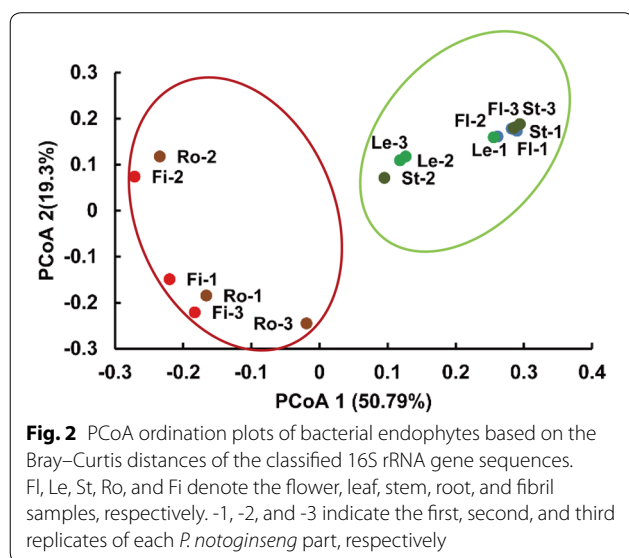 0.3
0.2
0.1
0
-0.1
-0.2
-0.3
PCoA 2(19.3%)
Ro-2
Fi-2
Fi-1
Ro-1
Fi-3
Ro-3
Fl-3 St-3
Fl-2
St-1
Le-3
Le-1 Fl-1
Le-2
St-2
-0.3 -0.2 -0.1 0 0.1 0.2 0.3 0.4
PCoA 1 (50.79%)
Fig. 2 PCoA ordination plots of bacterial endophytes based on the
Bray–Curtis distances of the classified 16S rRNA gene sequences.
Fl, Le, St, Ro, and Fi denote the flower, leaf, stem, root, and fibril
samples, respectively. -1, -2, and -3 indicate the first, second, and third
replicates of each P. notoginseng part, respectively